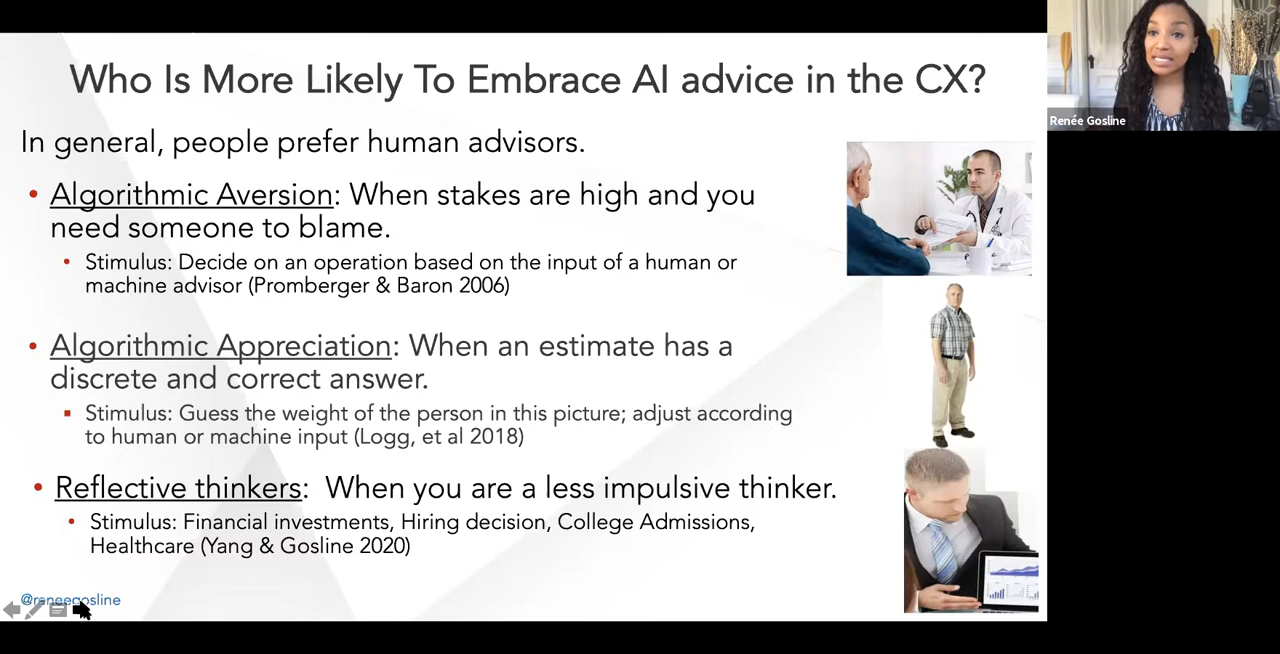 Who Is More Likely To Embrace AI advice in the CX?
In general, people prefer human advisors.
• Algorithmic Aversion: When stakes are high and you
need someone to blame.
• Stimulus: Decide on an operation based on the input of a human or
machine advisor (Promberger & Baron 2006)
• Algorithmic Appreciation: When an estimate has a
discrete and correct answer.
▪ Stimulus: Guess the weight of the person in this picture; adjust according
to human or machine input (Logg, et al 2018)
• Reflective thinkers:  When you are a less impulsive thinker.
• Stimulus: Financial investments, Hiring decision, College Admissions,
Healthcare (Yang & Gosline 2020)
@reneegosline
Renée Gosline